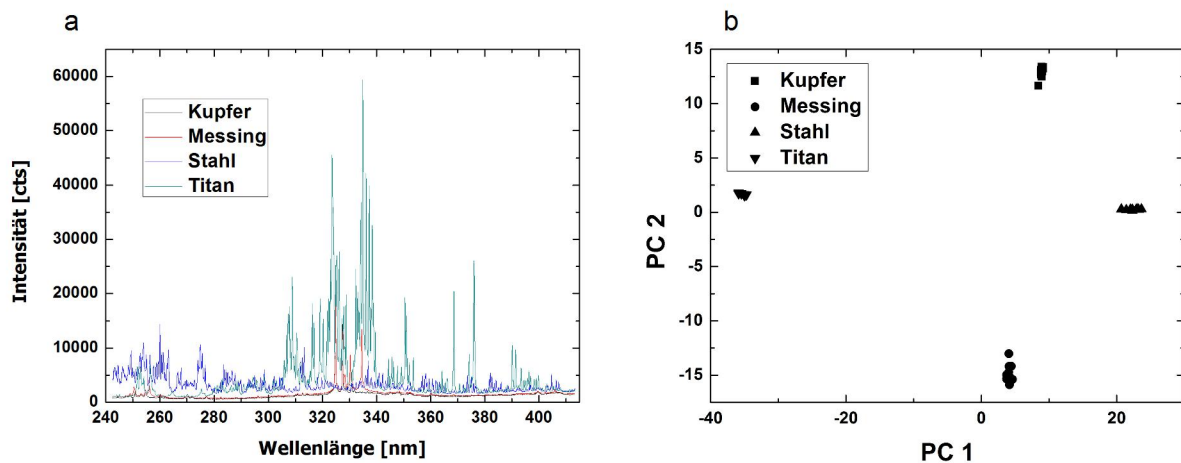 a
Intensität [cts]
60000
50000
40000
30000
20000
10000
0
Kupfer
Messing
Stahl
Titan
240 260 280 300 320 340 360 380 400
Wellenlänge [nm]
b
PC 2
15
10
5
0
-5
-10
-15
Kupfer
Messing
Stahl
Titan
-40 -20 0 20
PC 1